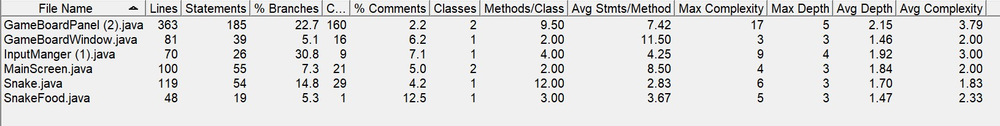 File Name Lines Statements % Branches C... % Comments Classes Methods/Class Avg Stmts/Method Max Complexity Max Depth Avg Depth Avg Complexity
GameBoardPanel (2).java 363 185 22.7 160 2.2 2 9.50 7.42 17 5 2.15 3.79
GameBoardWindow.java 81 39 5.1 16 6.2 1 2.00 11.50 3 3 1.46 2.00
InputManger (1).java 70 26 30.8 9 7.1 1 4.00 4.25 9 4 1.92 3.00
MainScreen.java 100 55 7.3 21 5.0 2 2.00 8.50 4 3 1.84 2.00
Snake.java 119 54 14.8 29 4.2 1 12.00 2.83 6 3 1.70 1.83
SnakeFood.java 48 19 5.3 1 12.5 1 3.00 3.67 5 3 1.47 2.33